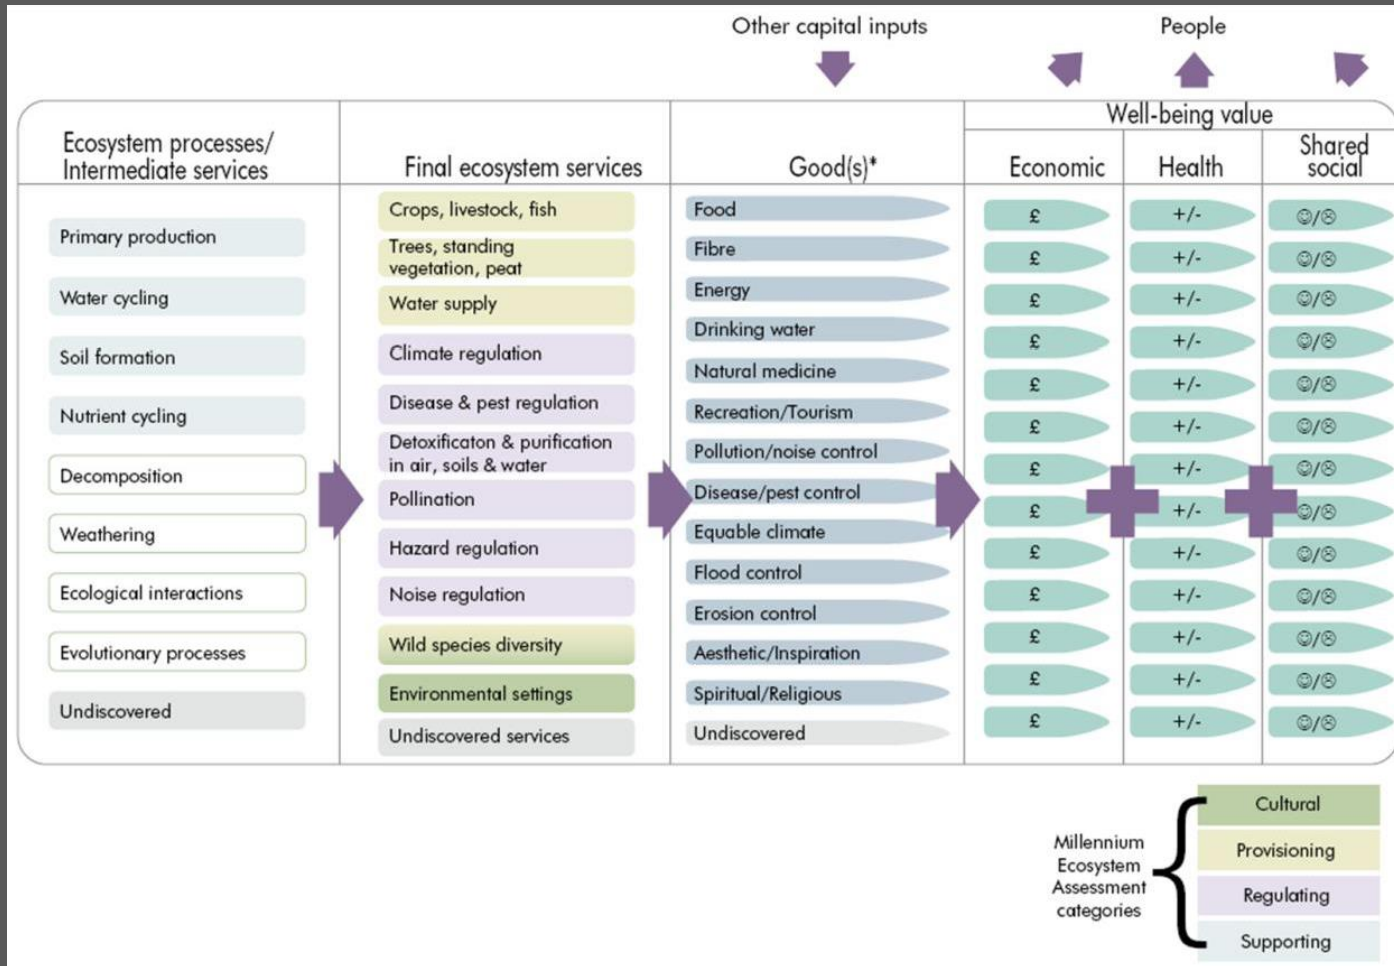 Other capital inputs
People
Well-being value
Ecosystem processes/
Intermediate services
Final ecosystem services
Good(s)*
Economic
Health
Shared
social
Primary production
Water cycling
Soil formation
Nutrient cycling
Decomposition
Weathering
Ecological interactions
Evolutionary processes
Undiscovered
Crops, livestock, fish
Trees, standing
vegetation, peat
Water supply
Climate regulation
Disease & pest regulation
Detoxificaton & purification
in air, soils & water
Pollination
Hazard regulation
Noise regulation
Wild species diversity
Environmental settings
Undiscovered services
Food
Fibre
Energy
Drinking water
Natural medicine
Recreation/Tourism
Pollution/noise control
Disease/pest control
Equable climate
Flood control
Erosion control
Aesthetic/Inspiration
Spiritual/Religious
Undiscovered
£ +/- ☺/☹
£ +/- ☺/☹
£ +/- ☺/☹
£ +/- ☺/☹
£ +/- ☺/☹
£ +/- ☺/☹
£ +/- ☺/☹
£ +/- ☺/☹
£ +/- ☺/☹
£ +/- ☺/☹
£ +/- ☺/☹
£ +/- ☺/☹
£ +/- ☺/☹
Millennium
Ecosystem
Assessment
categories
Cultural
Provisioning
Regulating
Supporting